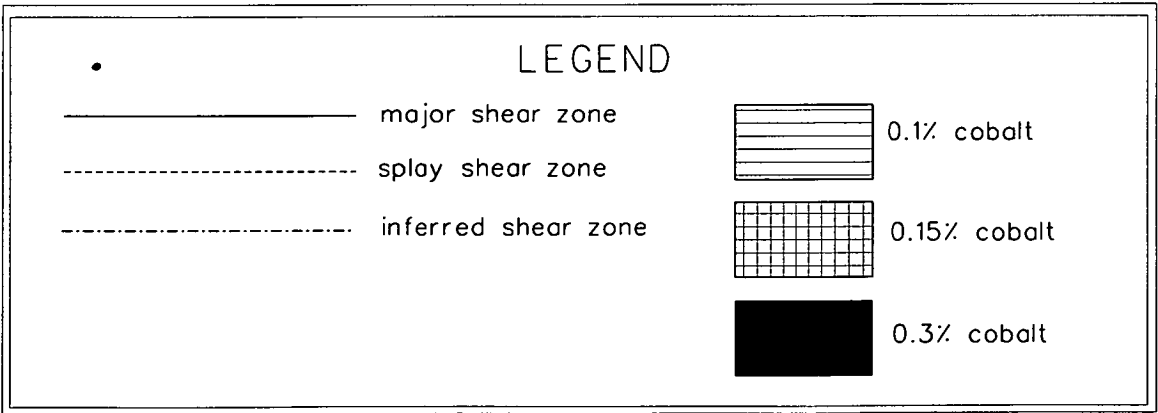 LEGEND
major shear zone
splay shear zone
inferred shear zone
0.1% cobalt
0.15% cobalt
0.3% cobalt